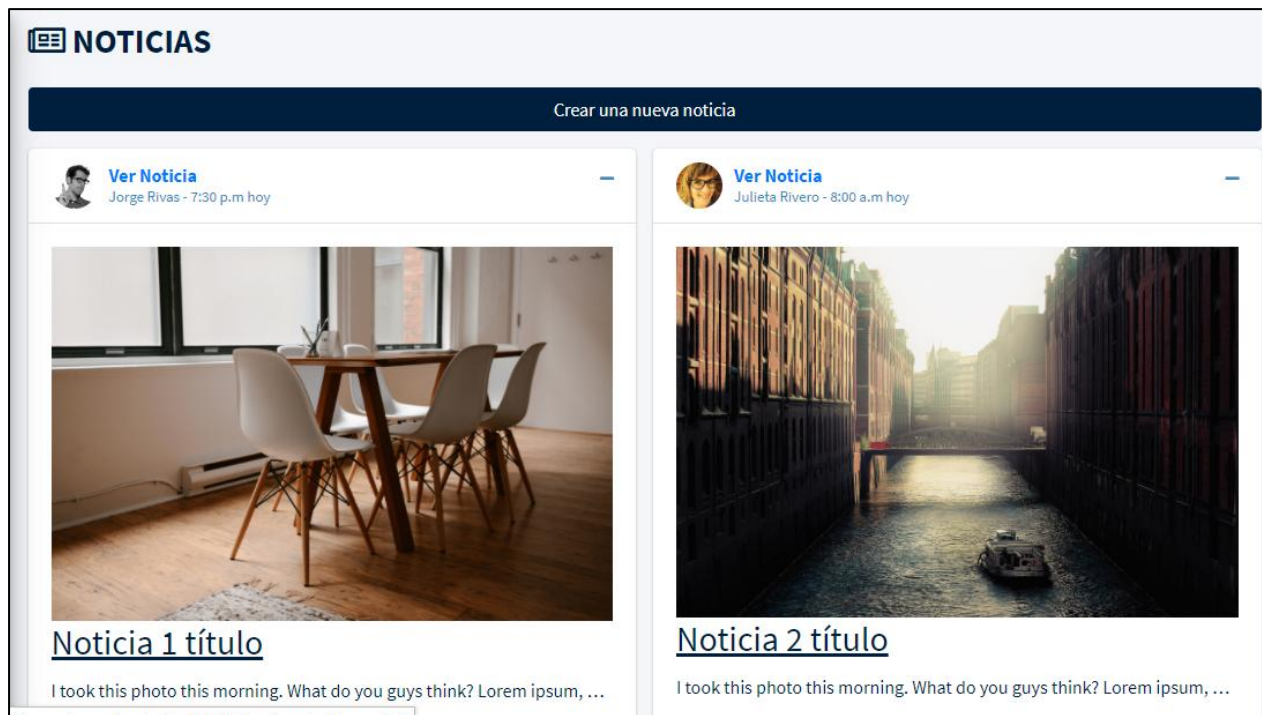 NOTICIAS
Crear una nueva noticia
Ver Noticia
Jorge Rivas - 7:30 p.m hoy
Noticia 1 título
I took this photo this morning. What do you guys think? Lorem ipsum, …
Ver Noticia
Julieta Rivero - 8:00 a.m hoy
Noticia 2 título
I took this photo this morning. What do you guys think? Lorem ipsum, …